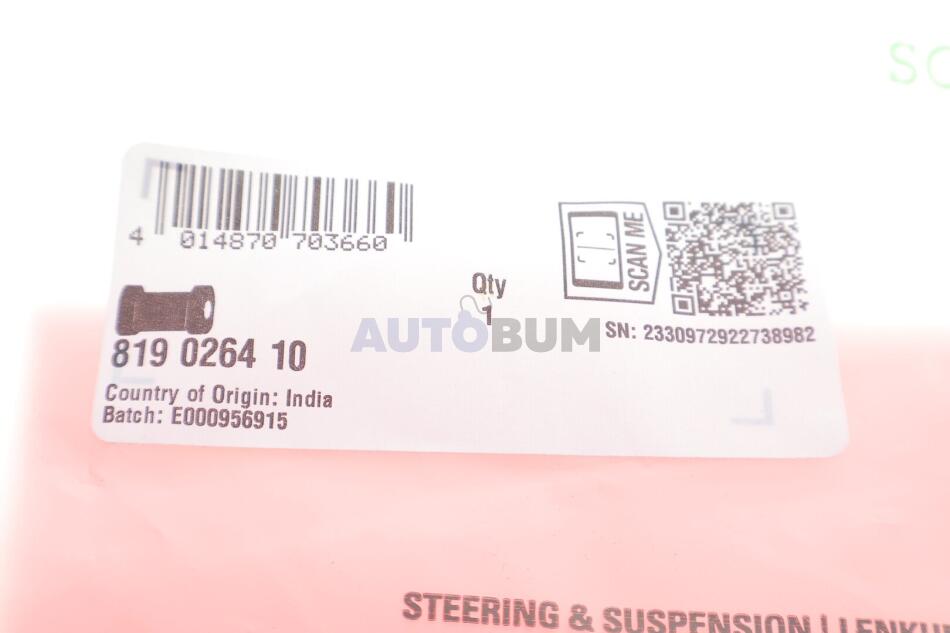 4 014870 703660
Qty
1
SCAN ME
SN: 2330972922738982
819 0264 10
Country of Origin: India
Batch: E000956915
AUTOBUM
STEERING & SUSPENSION |